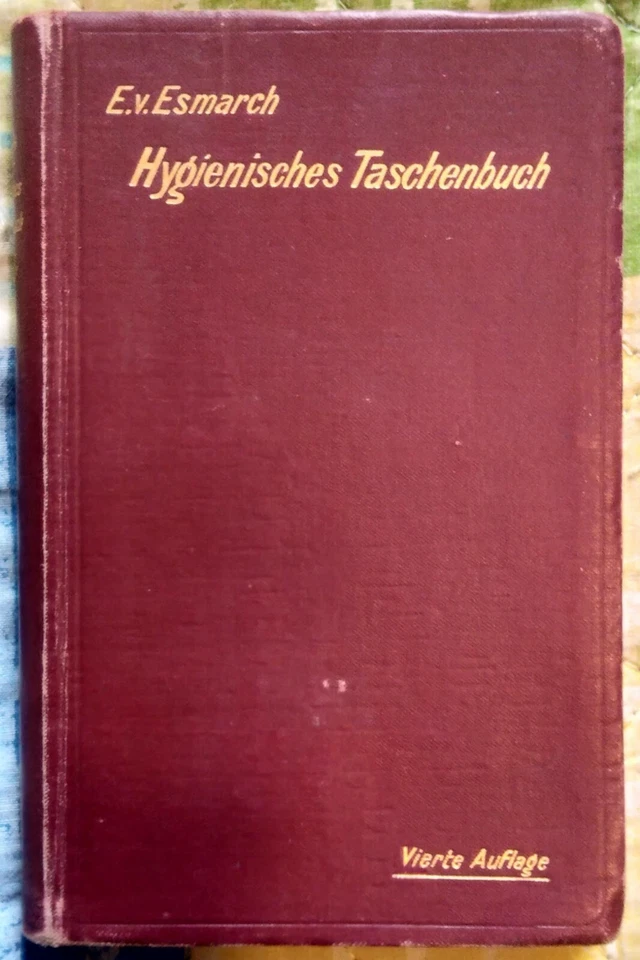 E. v. Esmarch
Hygienisches Taschenbuch
Vierte Auflage